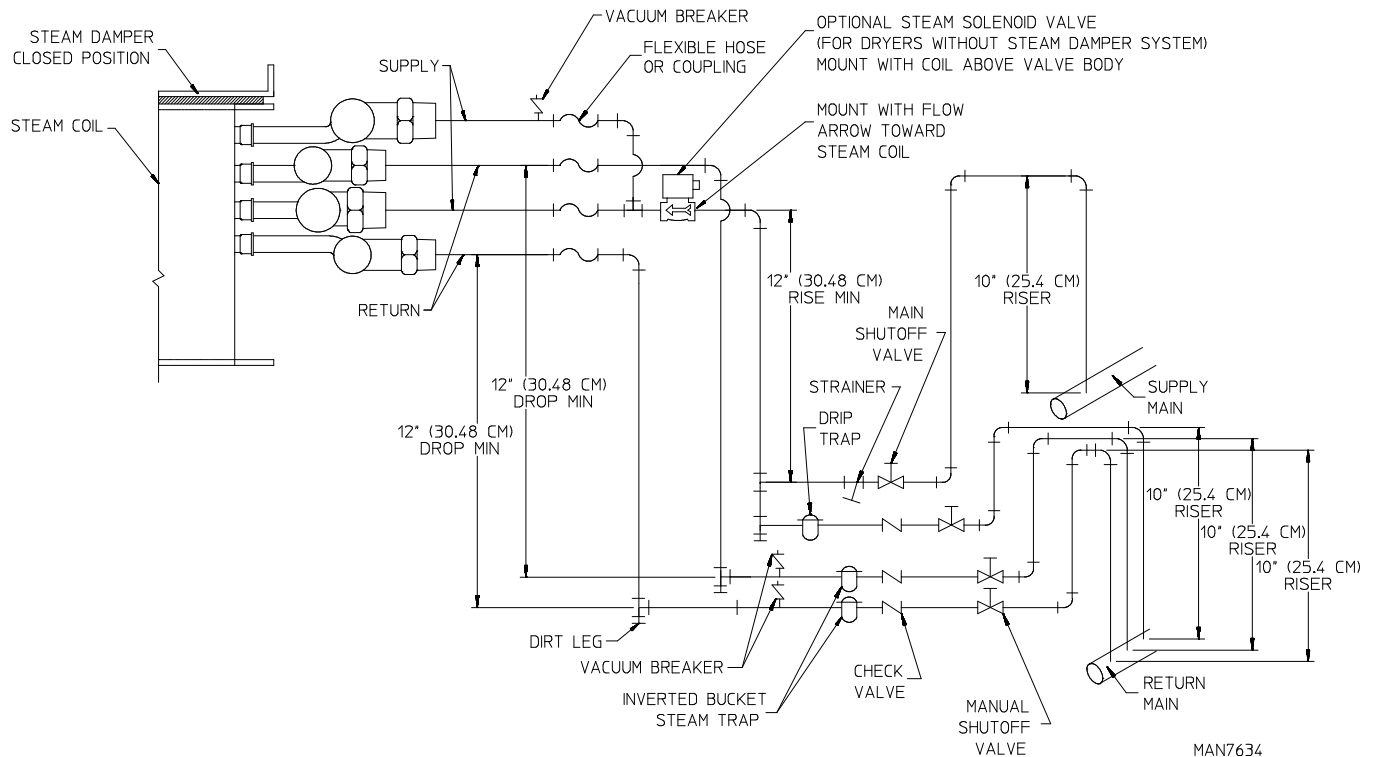 VACUUM BREAKER
OPTIONAL STEAM SOLENOID VALVE
(FOR DRYERS WITHOUT STEAM DAMPER SYSTEM)
MOUNT WITH COIL ABOVE VALVE BODY
STEAM DAMPER
CLOSED POSITION
FLEXIBLE HOSE
OR COUPLING
SUPPLY
MOUNT WITH FLOW
ARROW TOWARD
STEAM COIL
STEAM COIL
12" (30.48 CM)
RISE MIN
10" (25.4 CM)
RISER
RETURN
MAIN
SHUTOFF
VALVE
12" (30.48 CM)
DROP MIN
STRAINER
SUPPLY
MAIN
DRIP
TRAP
12" (30.48 CM)
DROP MIN
10" (25.4 CM)
RISER
10" (25.4 CM)
RISER
10" (25.4 CM)
RISER
DIRT LEG
VACUUM BREAKER
CHECK
VALVE
RETURN
MAIN
INVERTED BUCKET
STEAM TRAP
MANUAL
SHUTOFF
VALVE
MAN7634